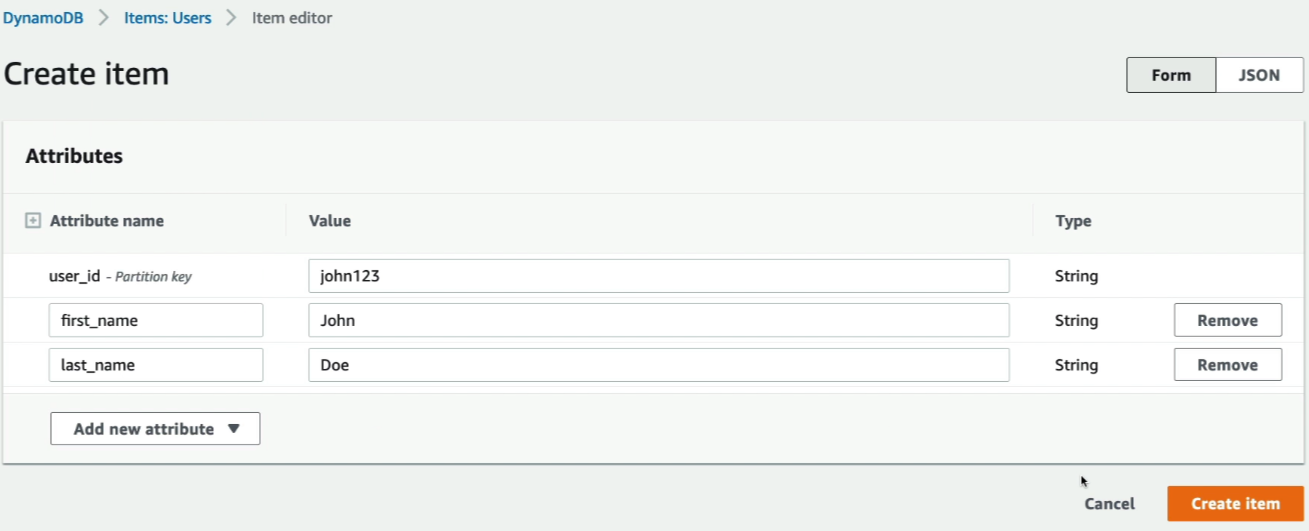 DynamoDB > Items: Users > Item editor
Create item
Form JSON
Attributes
Attribute name Value Type
user_id - Partition key john123 String
first_name John String Remove
last_name Doe String Remove
Add new attribute ▼
Cancel Create item